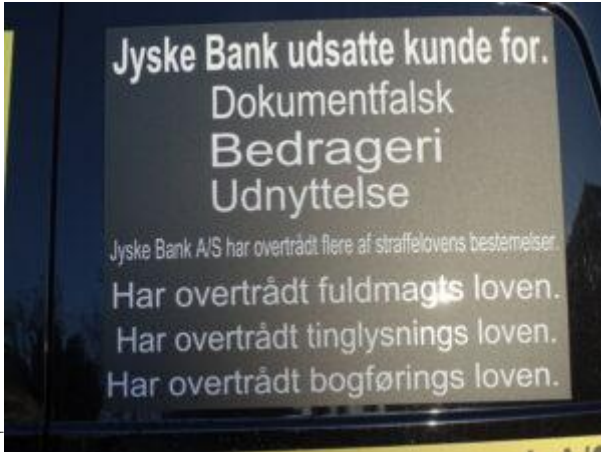 Jyske Bank udsatte kunde for.
Dokumentfalsk
Bedrageri
Udnyttelse
Jyske Bank A/S har overtrådt flere af straffelovens bestemelser.
Har overtrådt fuldmagts loven.
Har overtrådt tinglysnings loven.
Har overtrådt bogførings loven.